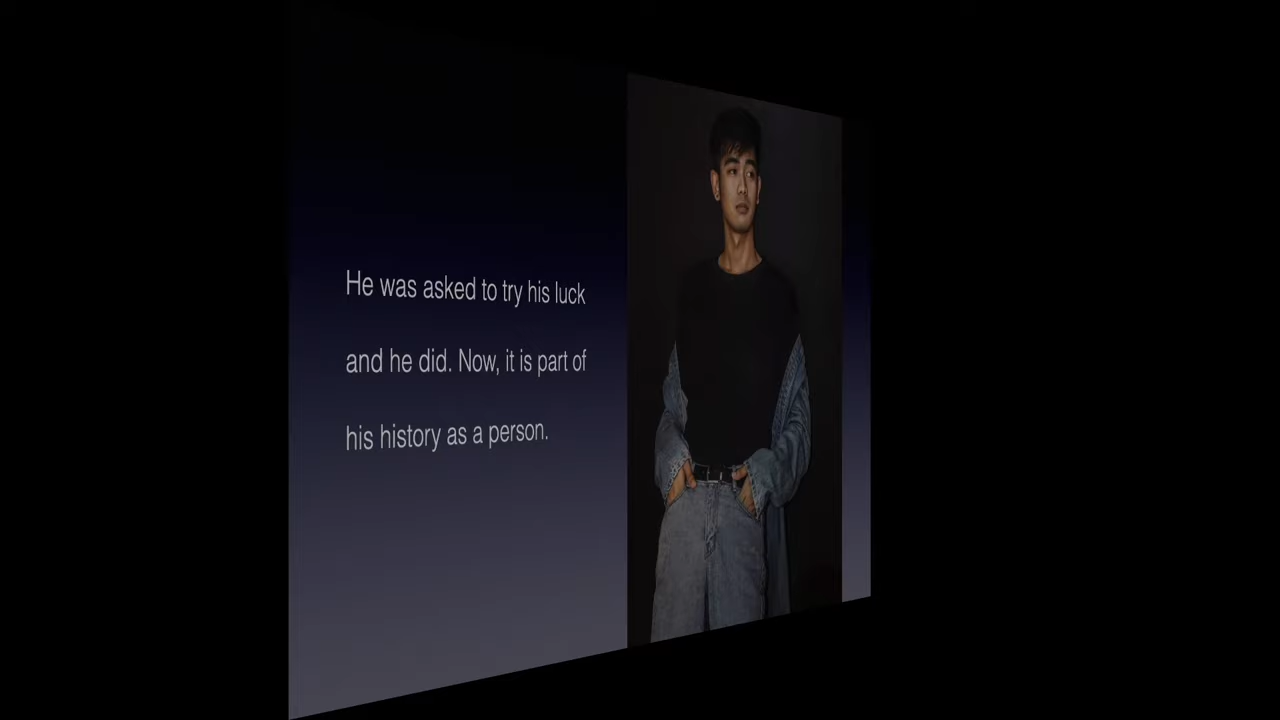 He was asked to try his luck
and he did. Now, it is part of
his history as a person.